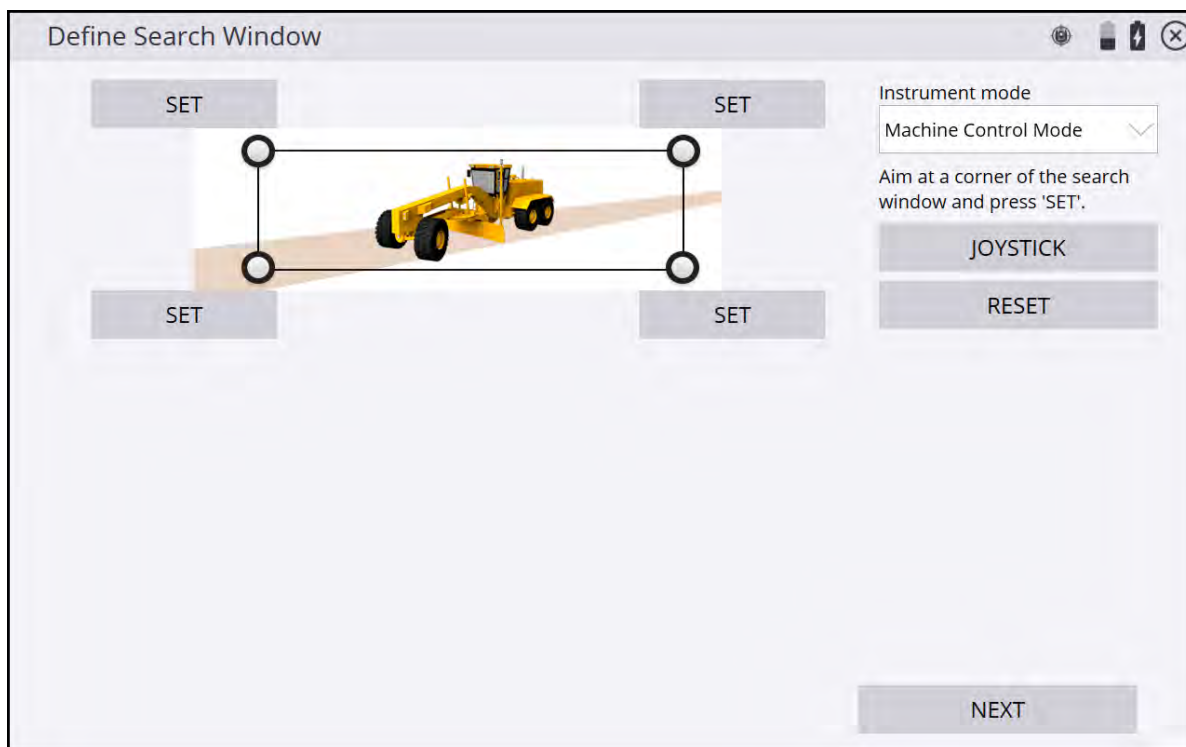 Define Search Window
SET
SET
Instrument mode
Machine Control Mode
Aim at a corner of the search
window and press 'SET'.
JOYSTICK
RESET
SET
SET
NEXT